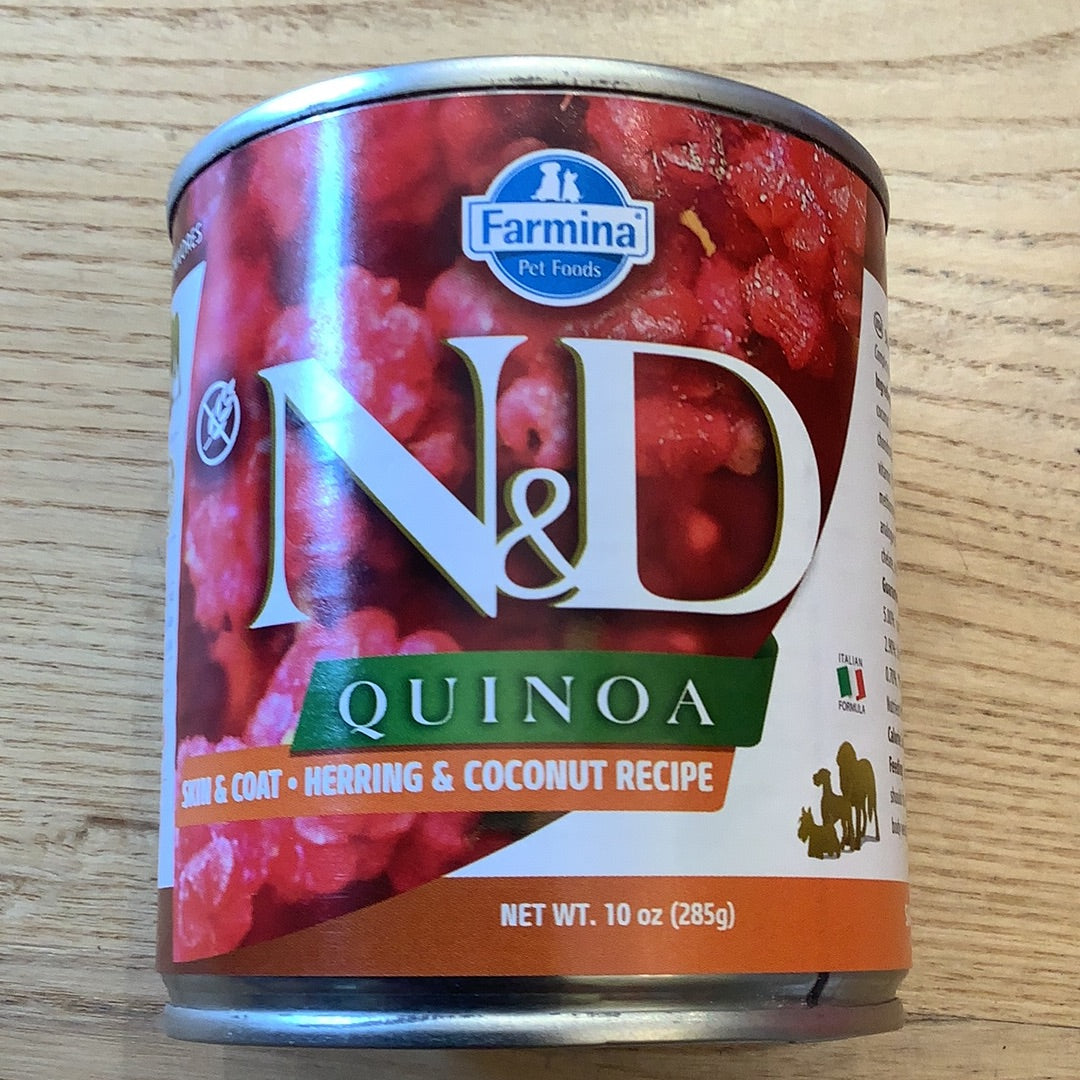 Farmina
Pet Foods
N&D
QUINOA
SKIN & COAT • HERRING & COCONUT RECIPE
ITALIAN
FORMULA
NET WT. 10 oz (285g)